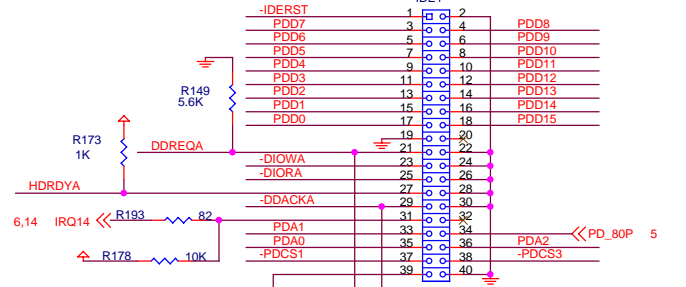 -IDERST 1 2
PDD7 3 4 PDD8
PDD6 5 6 PDD9
PDD5 7 8 PDD10
PDD4 9 10 PDD11
PDD3 11 12 PDD12
PDD2 13 14 PDD13
PDD1 15 16 PDD14
PDD0 17 18 PDD15
R149
5.6K
19 20
R173
1K
DDREQA 21 22
-DIOWA 23 24
-DIORA 25 26
HDRDYA 27 28
-DDACKA 29 30
6,14 IRQ14 R193 82 31 32
PDA1 33 34 PD_80P 5
PDA0 35 36 PDA2
R178 10K -PDCS1 37 38 -PDCS3
39 40